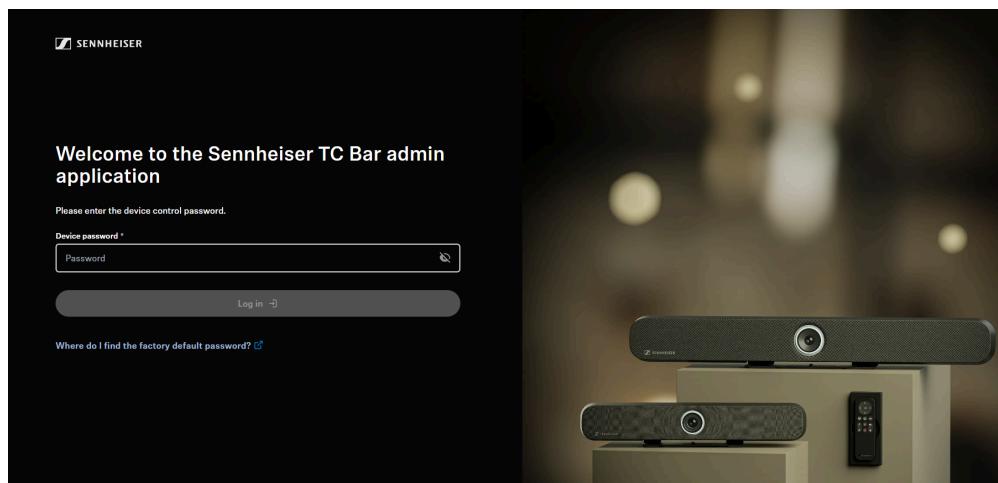 SENNHEISER
Welcome to the Sennheiser TC Bar admin
application
Please enter the device control password.
Device password *
Password
Log in
Where do I find the factory default password?
SENNHEISER